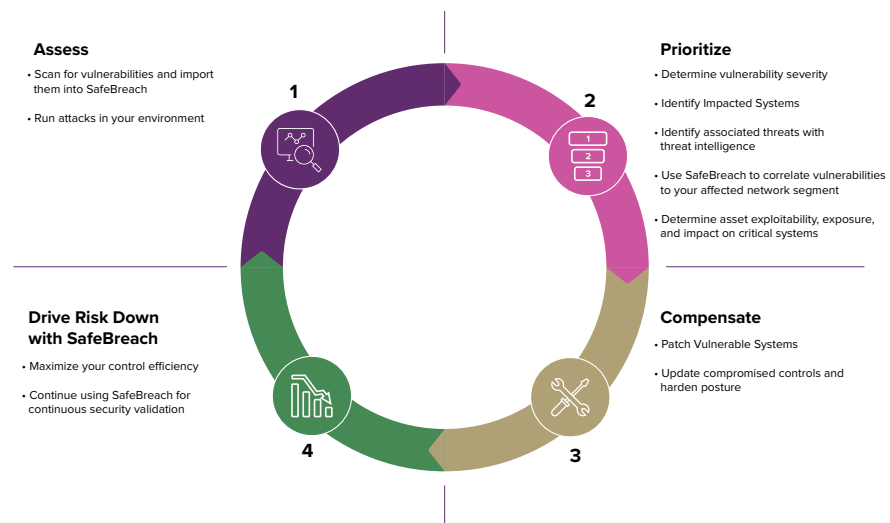 Assess
• Scan for vulnerabilities and import
them into SafeBreach
• Run attacks in your environment
1
Prioritize
• Determine vulnerability severity
• Identify Impacted Systems
• Identify associated threats with
threat intelligence
• Use SafeBreach to correlate vulnerabilities
to your affected network segment
• Determine asset exploitability, exposure,
and impact on critical systems
2
1
2
3
Compensate
• Patch Vulnerable Systems
• Update compromised controls and
harden posture
3
Drive Risk Down
with SafeBreach
• Maximize your control efficiency
• Continue using SafeBreach for
continuous security validation
4